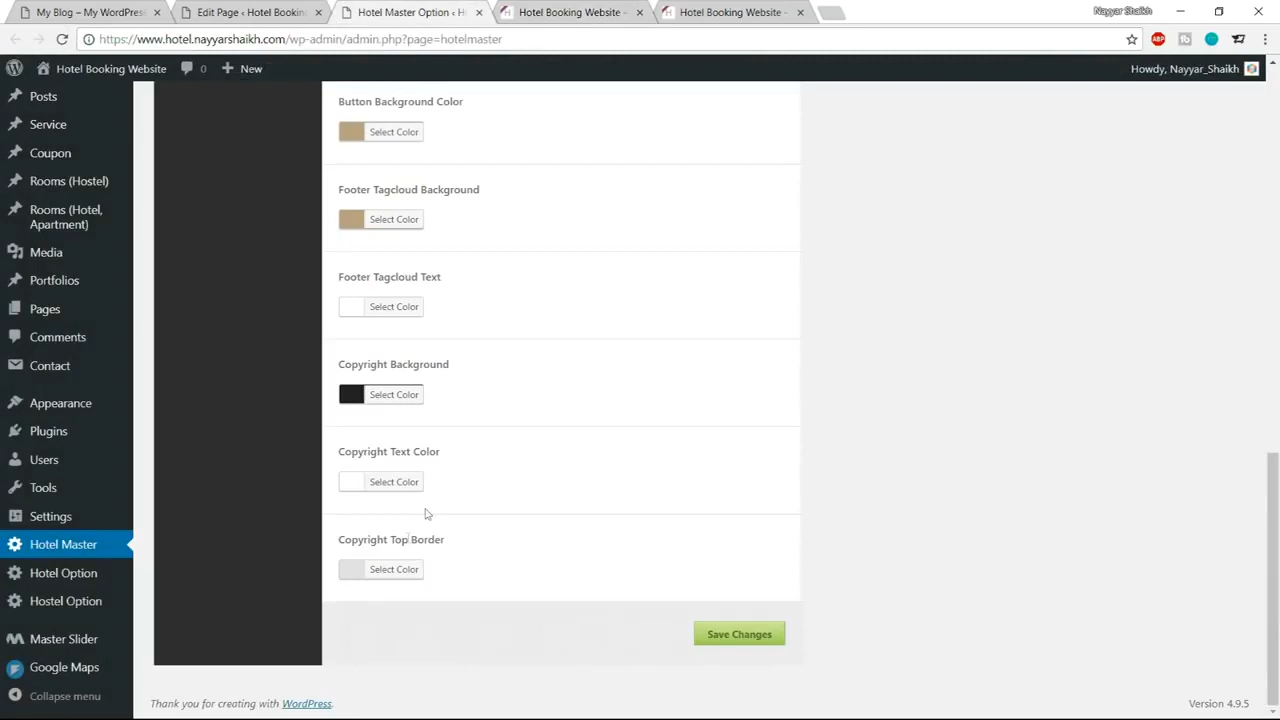 My Blog – My WordPress
Edit Page ‹ Hotel Bookin
Hotel Master Option ‹ H
Hotel Booking Website -
Hotel Booking Website -
Nayyar Shaikh
https://www.hotel.nayyarshaikh.com/wp-admin/admin.php?page=hotelmaster
ABP
Hotel Booking Website
0
New
Howdy, Nayyar_Shaikh
Posts
Service
Coupon
Rooms (Hostel)
Rooms (Hotel,
Apartment)
Media
Portfolios
Pages
Comments
Contact
Appearance
Plugins
Users
Tools
Settings
Hotel Master
Hotel Option
Hostel Option
Master Slider
Google Maps
Collapse menu
Button Background Color
Select Color
Footer Tagcloud Background
Select Color
Footer Tagcloud Text
Select Color
Copyright Background
Select Color
Copyright Text Color
Select Color
Copyright Top Border
Select Color
Save Changes
Thank you for creating with WordPress.
Version 4.9.5